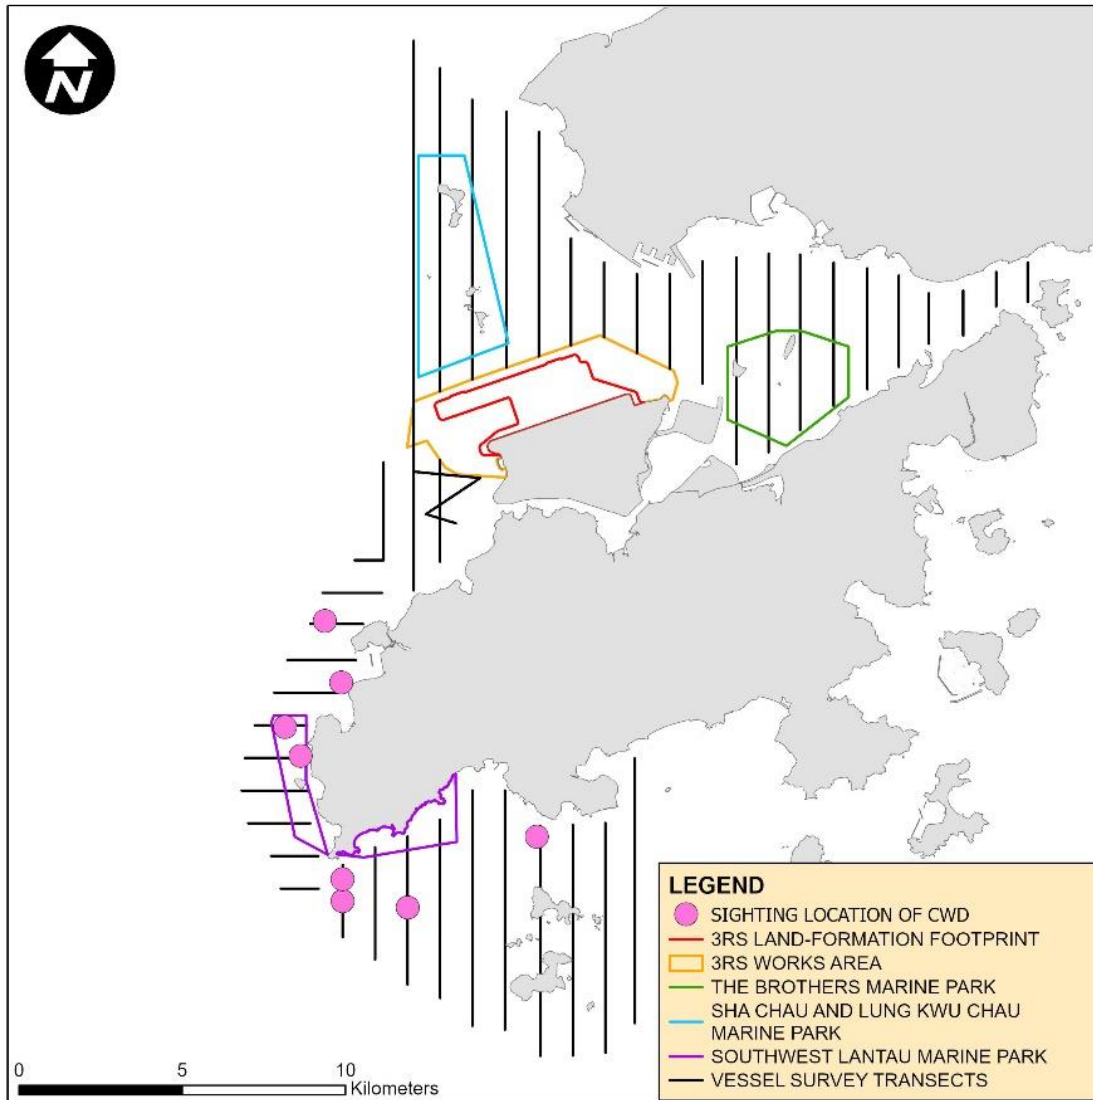 N
0
5
10
Kilometers
LEGEND
SIGHTING LOCATION OF CWD
3RS LAND-FORMATION FOOTPRINT
3RS WORKS AREA
THE BROTHERS MARINE PARK
SHA CHAU AND LUNG KWU CHAU
MARINE PARK
SOUTHWEST LANTAU MARINE PARK
VESSEL SURVEY TRANSECTS